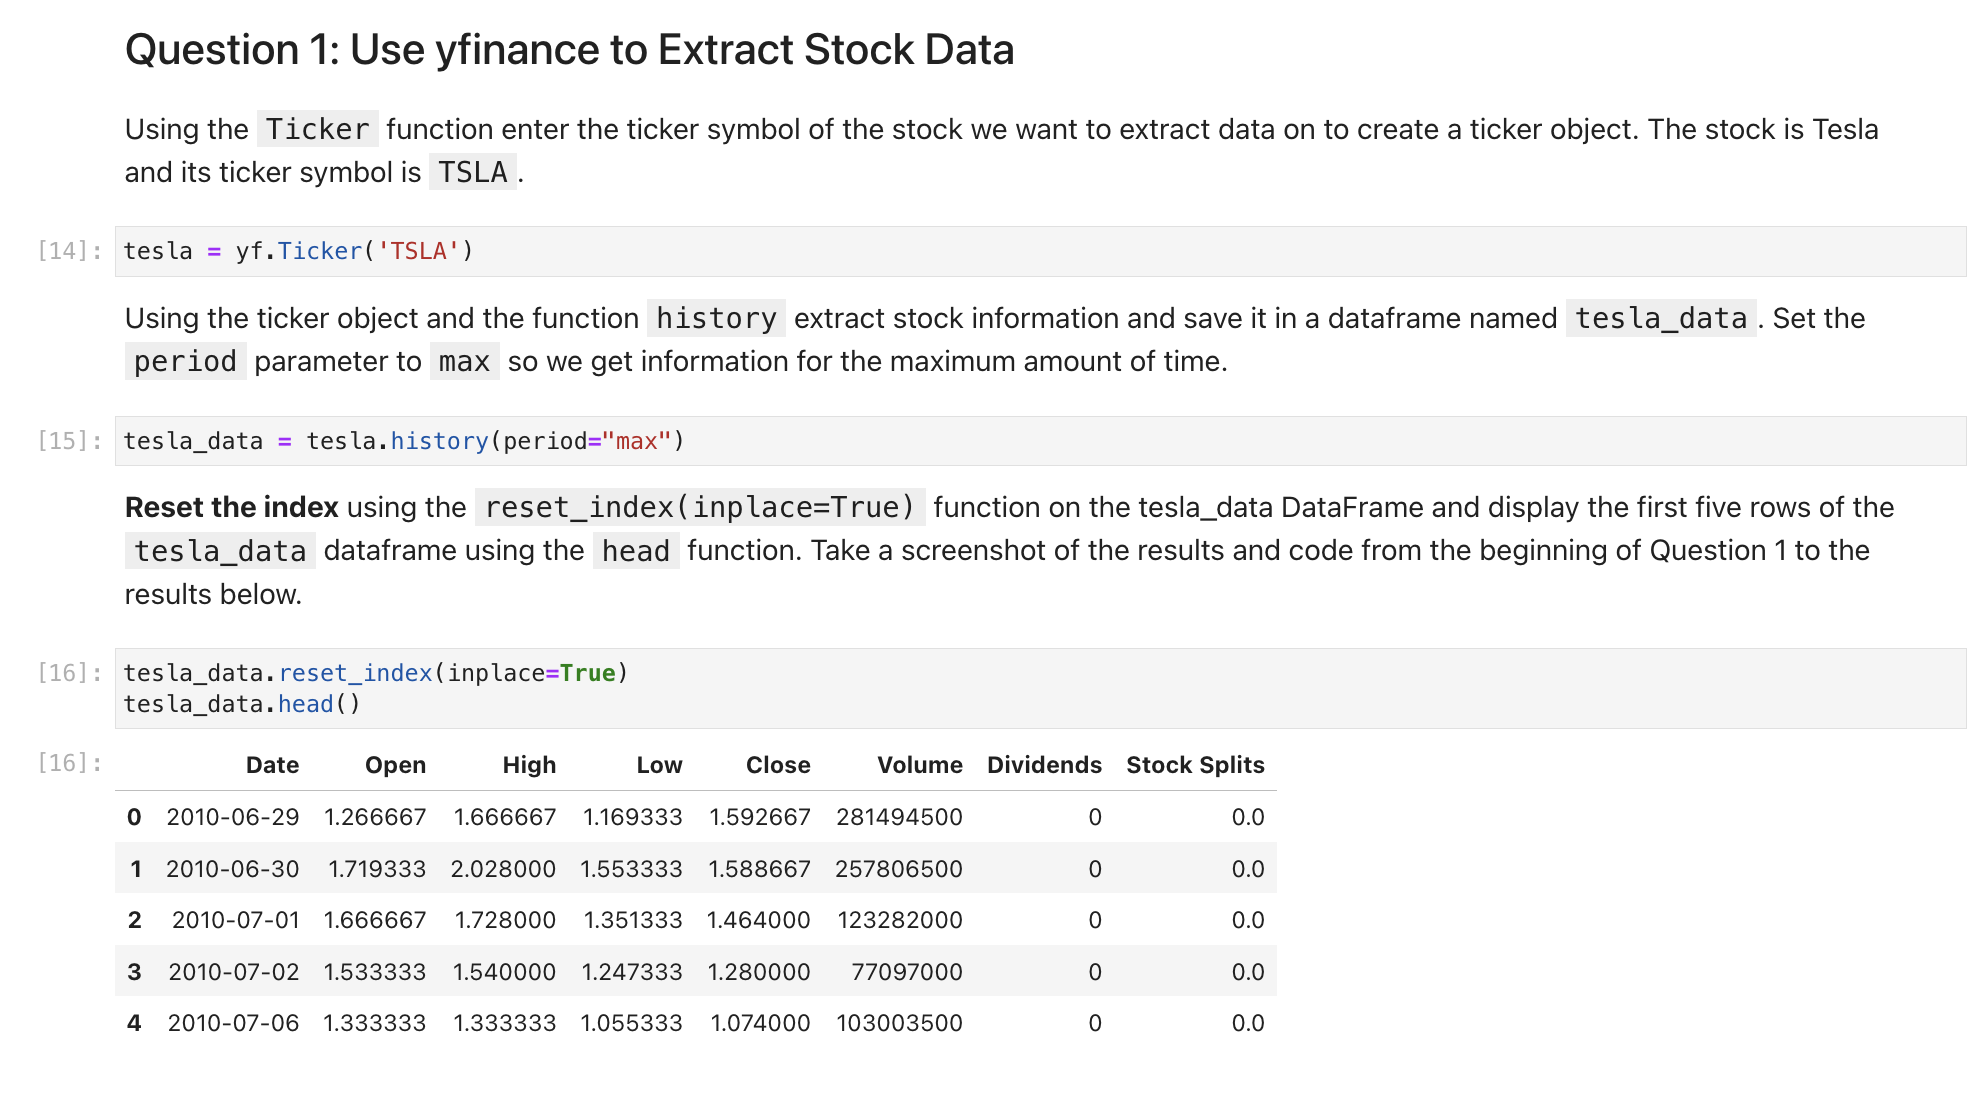 Question 1: Use yfinance to Extract Stock Data
Using the Ticker function enter the ticker symbol of the stock we want to extract data on to create a ticker object. The stock is Tesla
and its ticker symbol is TSLA .
[14]: tesla = yf.Ticker('TSLA')
Using the ticker object and the function history extract stock information and save it in a dataframe named tesla_data . Set the
period parameter to max so we get information for the maximum amount of time.
[15]: tesla_data = tesla.history(period="max")
Reset the index using the reset_index(inplace=True) function on the tesla_data DataFrame and display the first five rows of the
tesla_data dataframe using the head function. Take a screenshot of the results and code from the beginning of Question 1 to the
results below.
[16]: tesla_data.reset_index(inplace=True)
tesla_data.head()
[16]: Date Open High Low Close Volume Dividends Stock Splits
0 2010-06-29 1.266667 1.666667 1.169333 1.592667 281494500 0 0.0
1 2010-06-30 1.719333 2.028000 1.553333 1.588667 257806500 0 0.0
2 2010-07-01 1.666667 1.728000 1.351333 1.464000 123282000 0 0.0
3 2010-07-02 1.533333 1.540000 1.247333 1.280000 77097000 0 0.0
4 2010-07-06 1.333333 1.333333 1.055333 1.074000 103003500 0 0.0